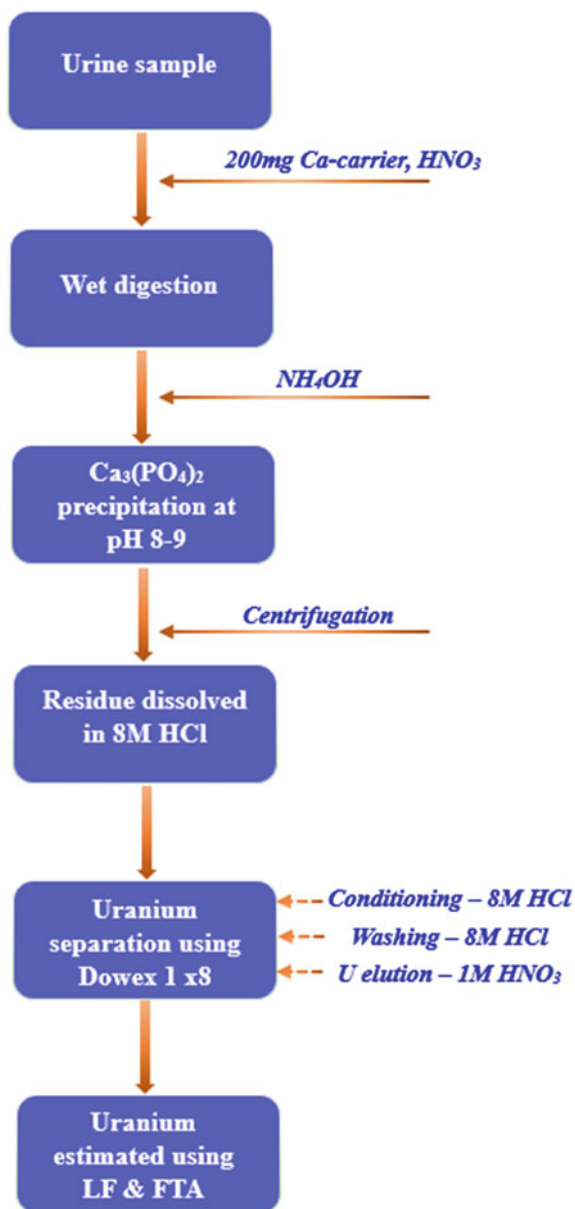 Urine sample
200mg Ca-carrier, HNO₃
Wet digestion
NH₄OH
Ca₃(PO₄)₂
precipitation at
pH 8-9
Centrifugation
Residue dissolved
in 8M HCl
Uranium
separation using
Dowex 1 x8
Conditioning – 8M HCl
Washing – 8M HCl
U elution – 1M HNO₃
Uranium
estimated using
LF & FTA